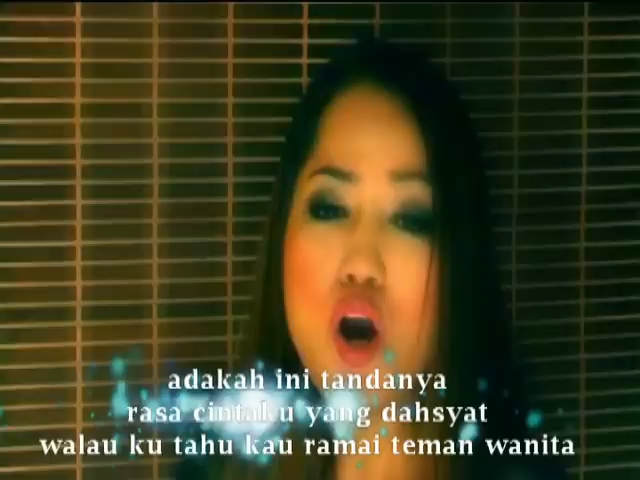 adakah ini tandanya
rasa cintaku yang dahsyat
walau ku tahu kau ramai teman wanita